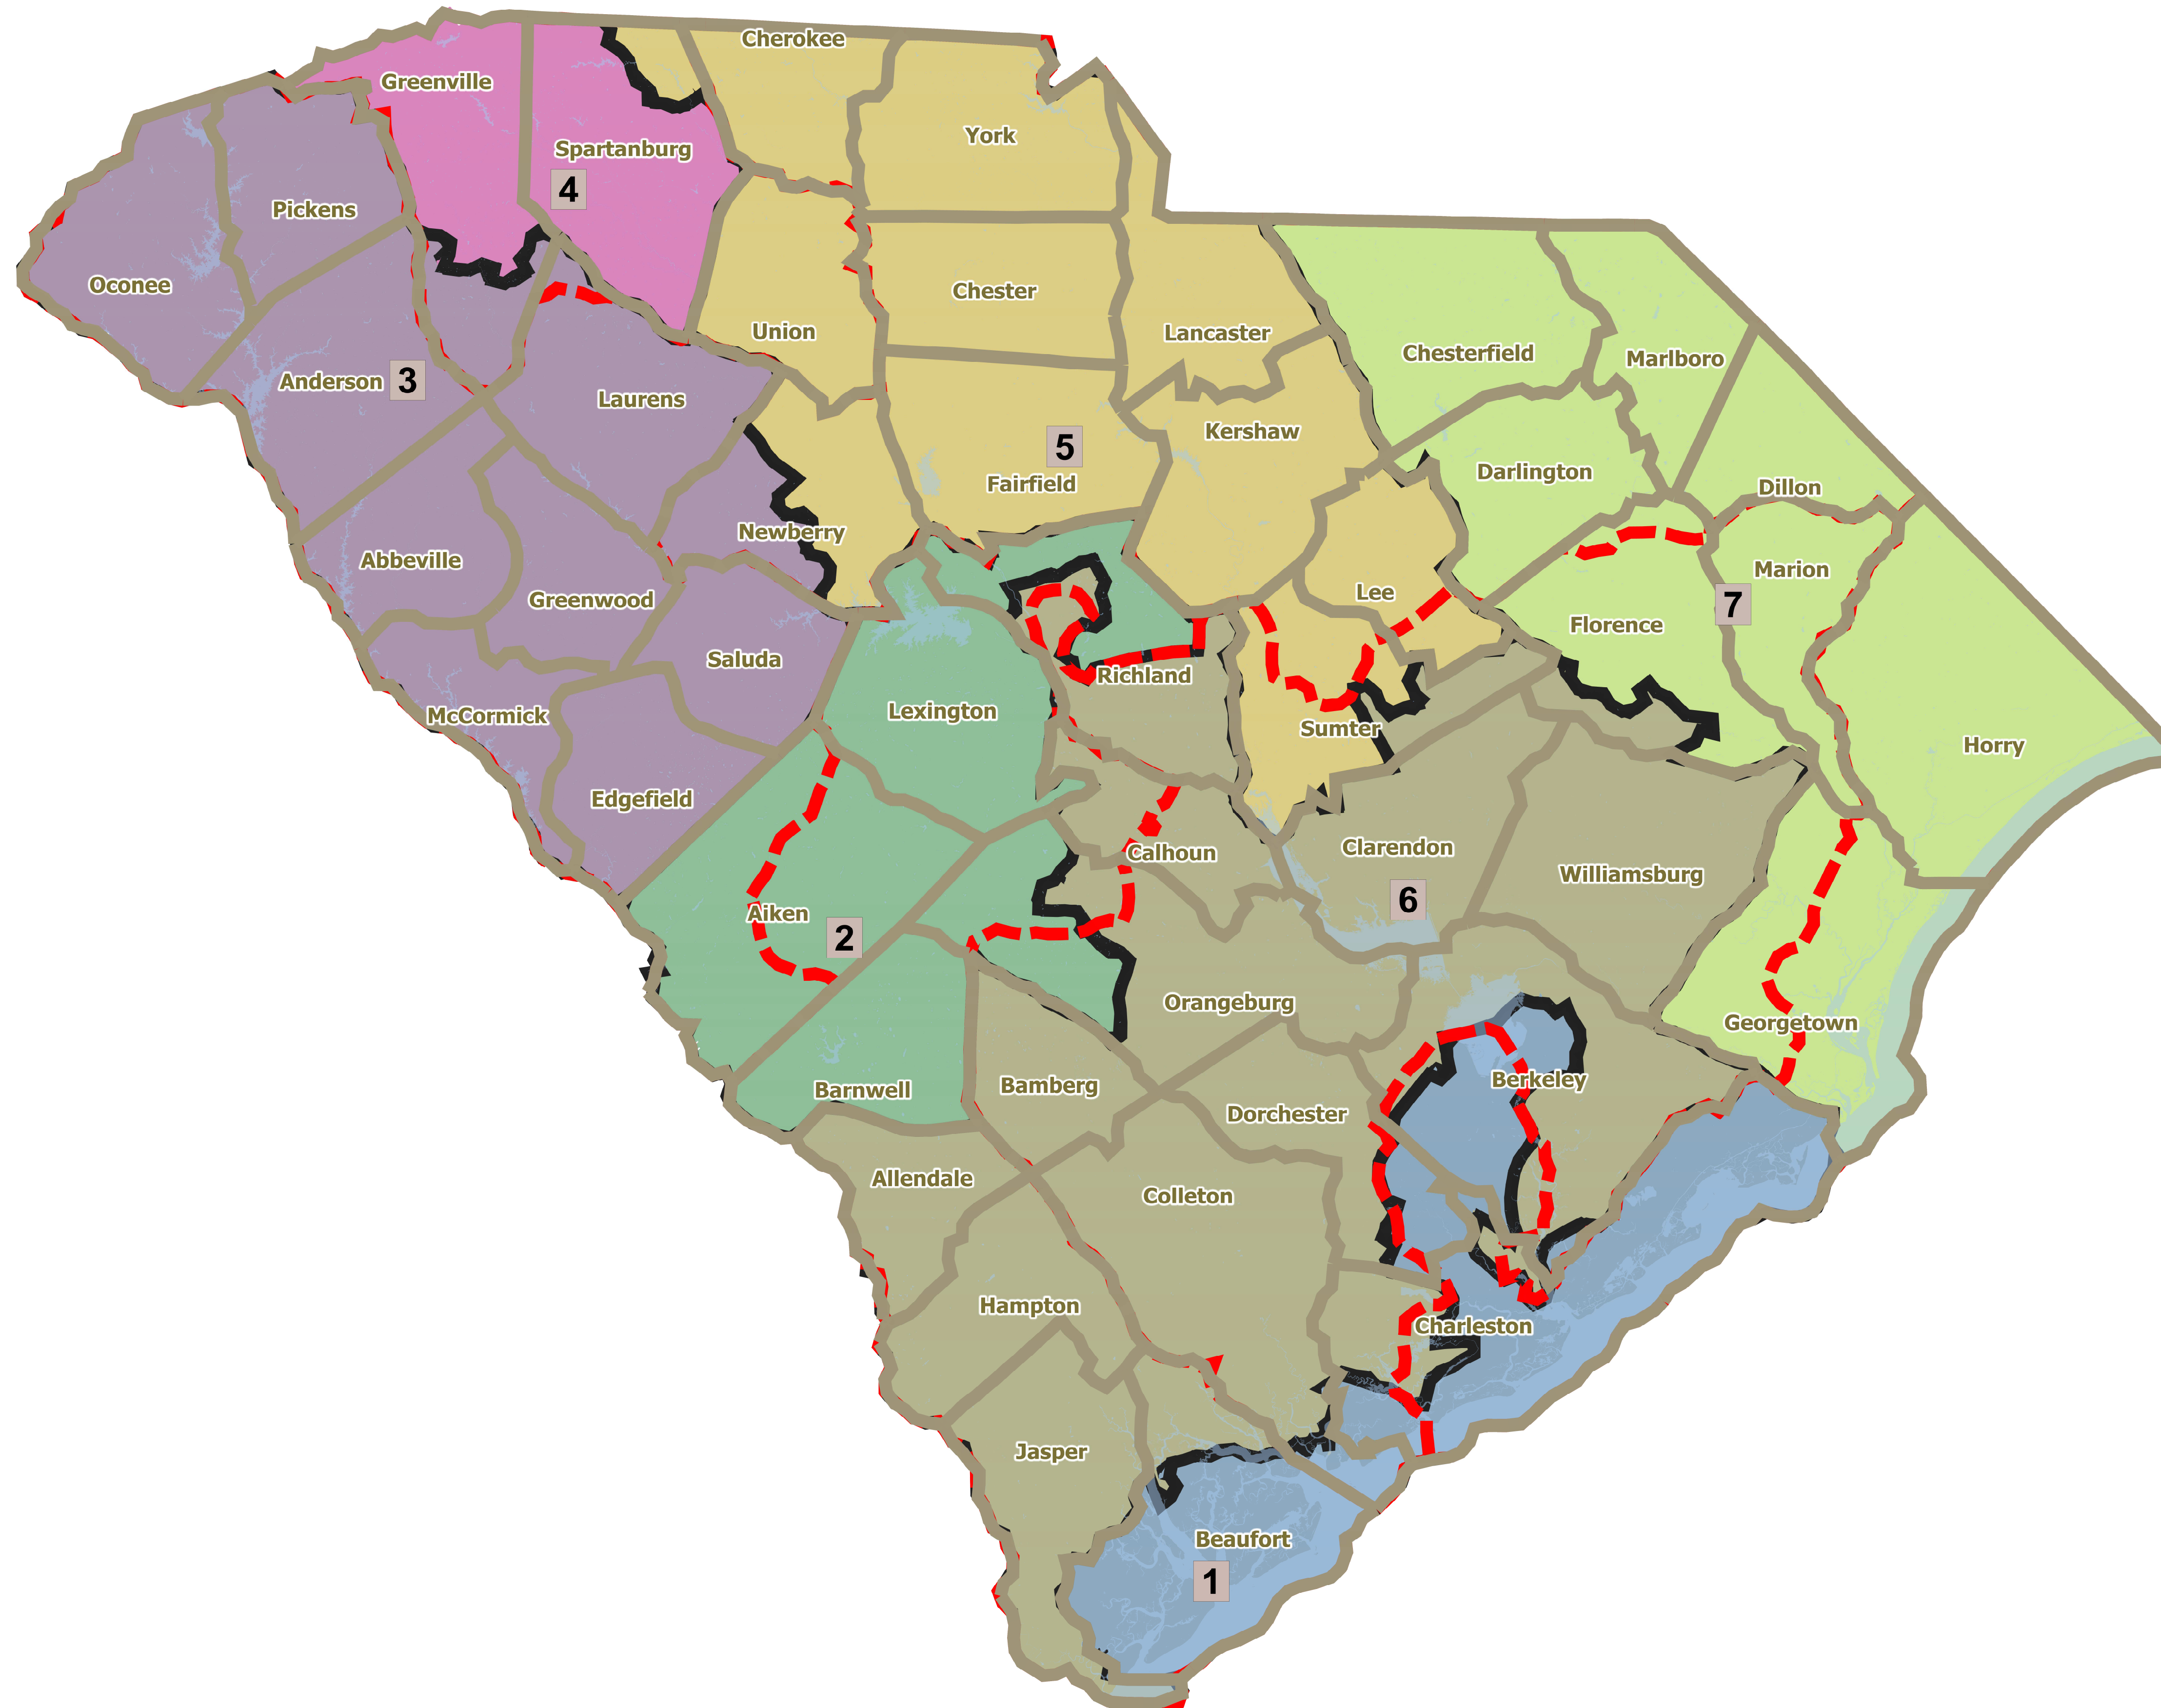 Cherokee
Greenville
York
Spartanburg
4
Pickens
Oconee
Chester
Union
Lancaster
Chesterfield
Marlboro
Anderson
3
Laurens
Kershaw
5
Fairfield
Darlington
Dillon
Newberry
Abbeville
Marion
Greenwood
Lee
7
Florence
Saluda
Richland
McCormick
Lexington
Sumter
Horry
Edgefield
Calhoun
Clarendon
Williamsburg
6
Aiken
2
Orangeburg
Georgetown
Barnwell
Bamberg
Berkeley
Dorchester
Allendale
Colleton
Hampton
Charleston
Jasper
Beaufort
1